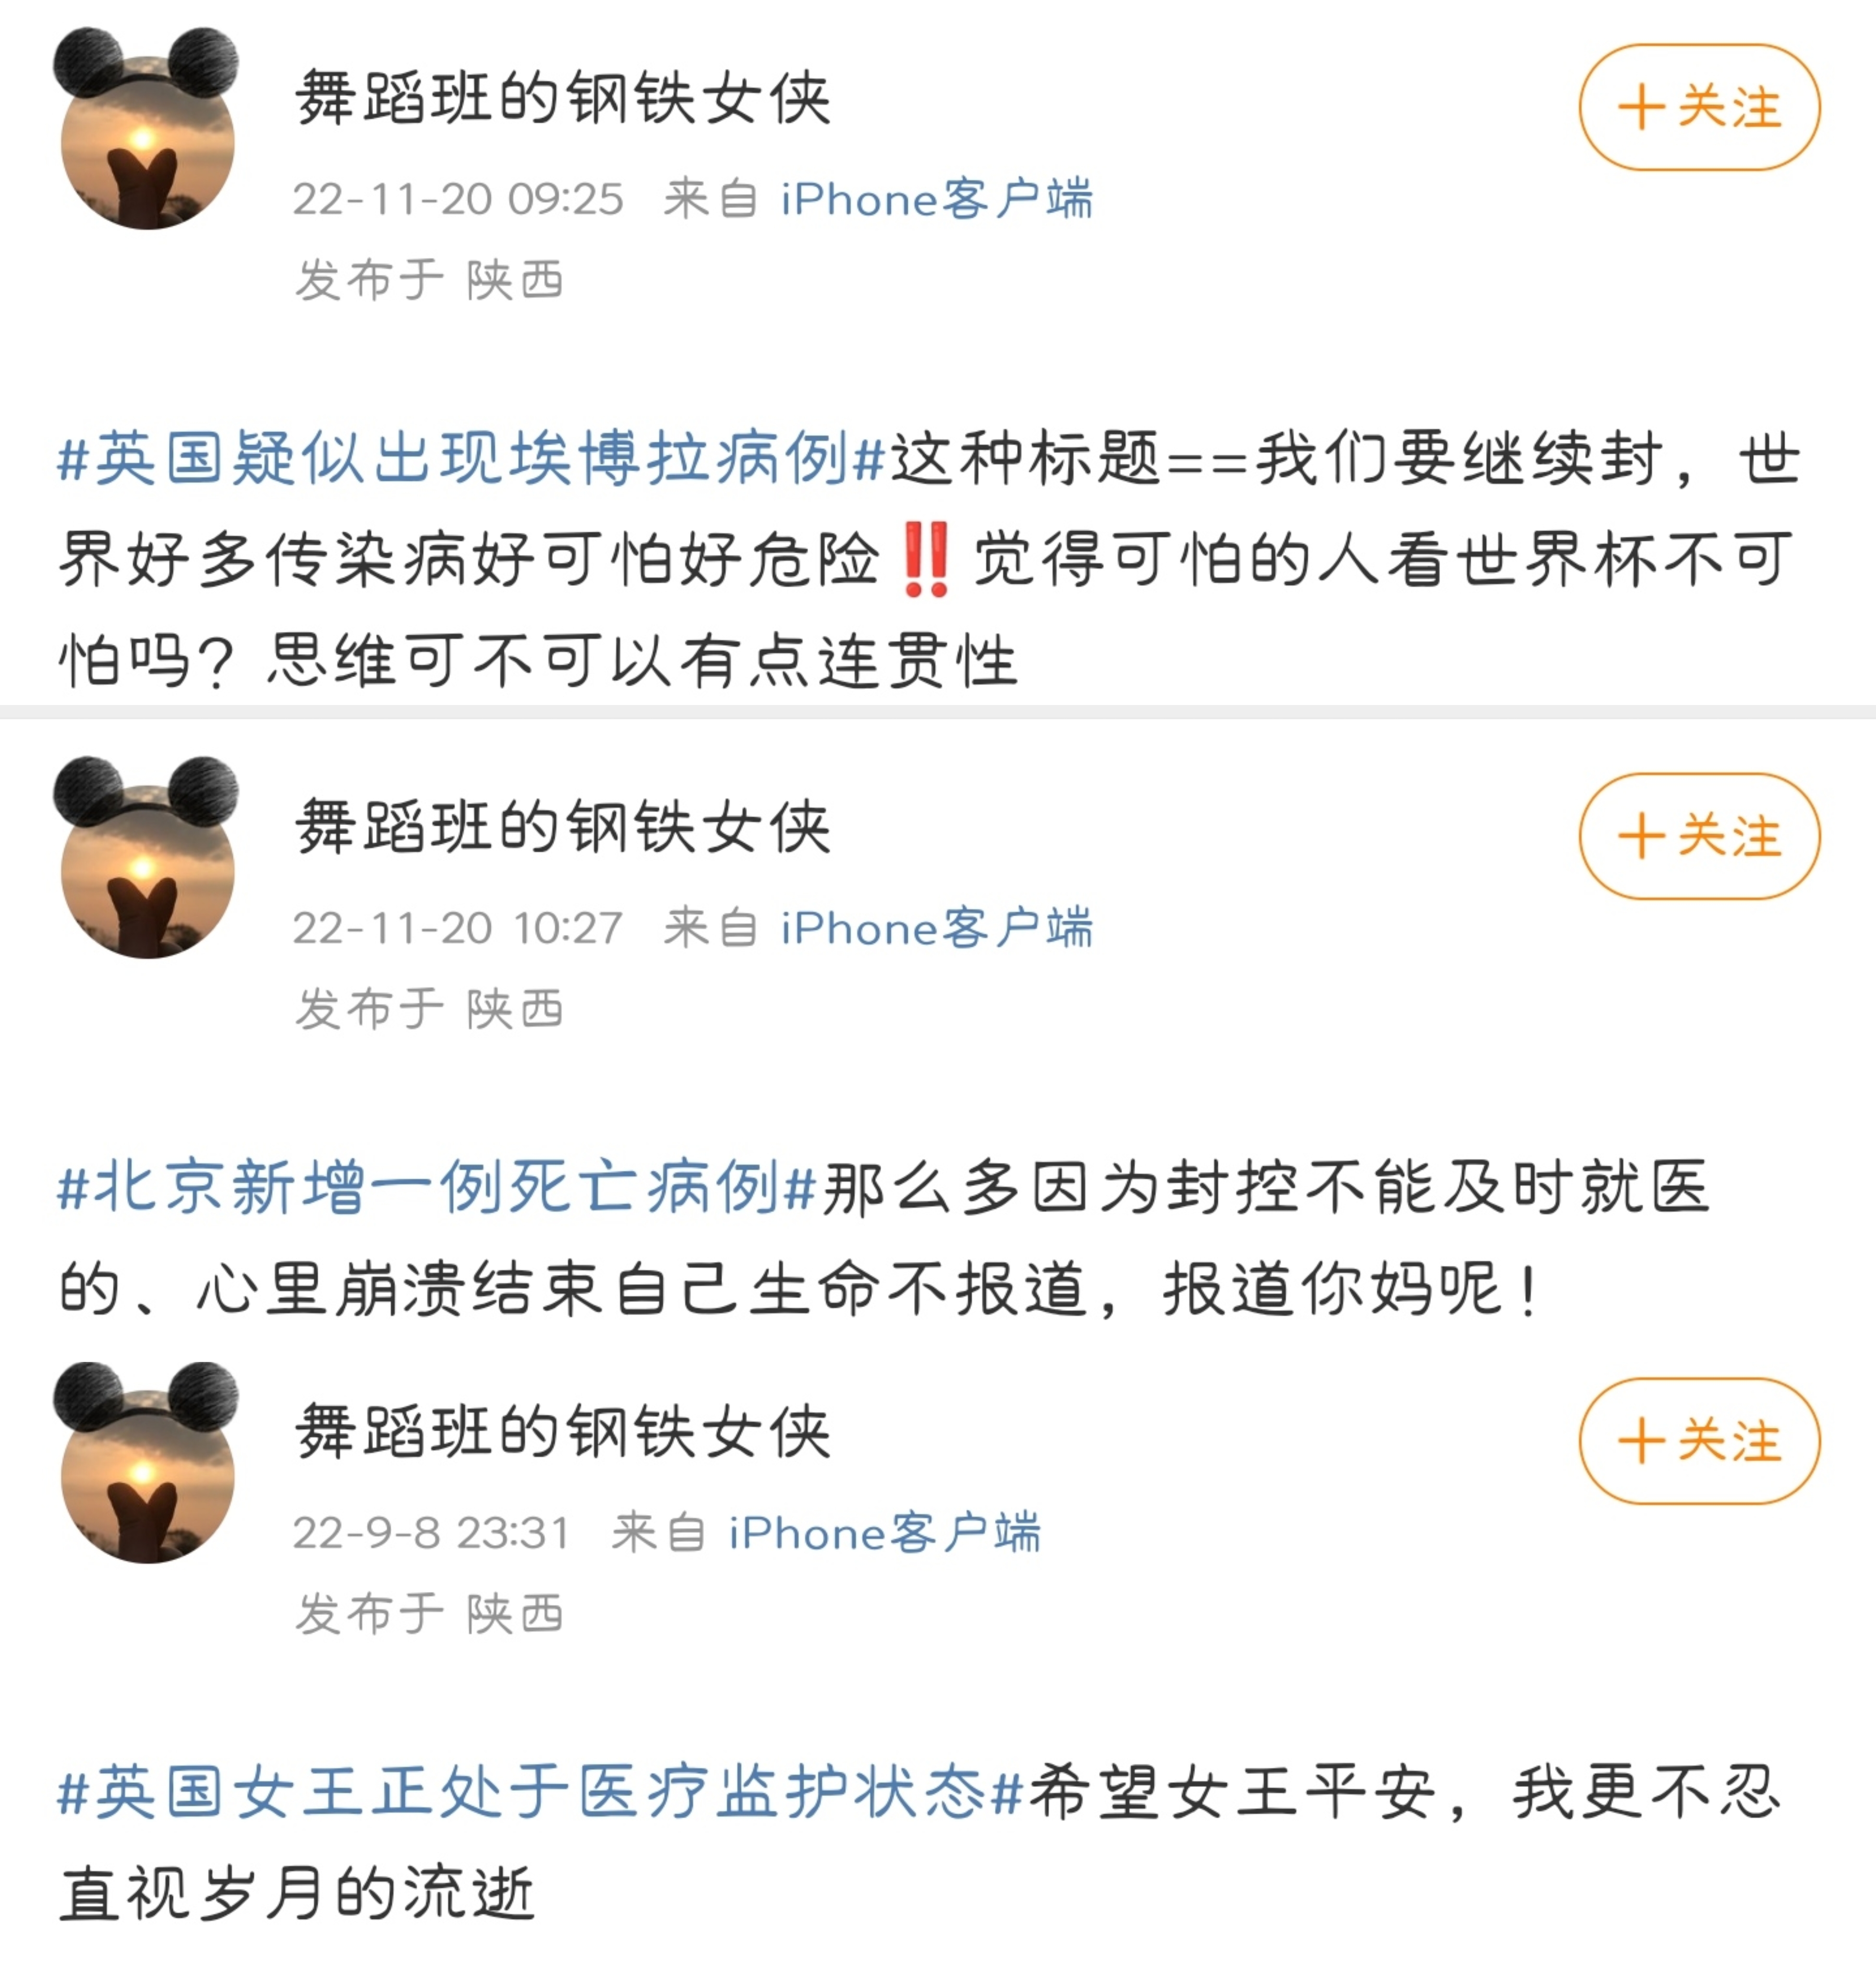 舞蹈班的钢铁女侠
+关注
22-11-20 09:25 来自 iPhone客户端
发布于 陕西
#英国疑似出现埃博拉病例#这种标题==我们要继续封，世
界好多传染病好可怕好危险‼️觉得可怕的人看世界杯不可
怕吗？思维可不可以有点连贯性
舞蹈班的钢铁女侠
+关注
22-11-20 10:27 来自 iPhone客户端
发布于 陕西
#北京新增一例死亡病例#那么多因为封控不能及时就医
的、心里崩溃结束自己生命不报道，报道你妈呢！
舞蹈班的钢铁女侠
+关注
22-9-8 23:31 来自 iPhone客户端
发布于 陕西
#英国女王正处于医疗监护状态#希望女王平安，我更不忍
直视岁月的流逝